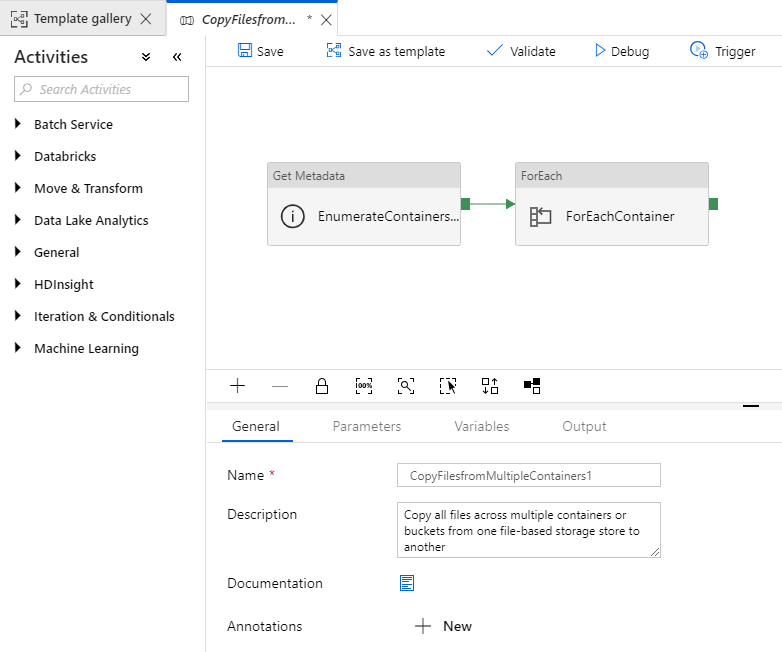 Template gallery
CopyFilesfrom... *
Activities
Search Activities
Batch Service
Databricks
Move & Transform
Data Lake Analytics
General
HDInsight
Iteration & Conditionals
Machine Learning
Save
Save as template
Validate
Debug
Trigger
Get Metadata
EnumerateContainers...
ForEach
ForEachContainer
100%
General
Parameters
Variables
Output
Name *
CopyFilesfromMultipleContainers1
Description
Copy all files across multiple containers or
buckets from one file-based storage store to
another
Documentation
Annotations
New